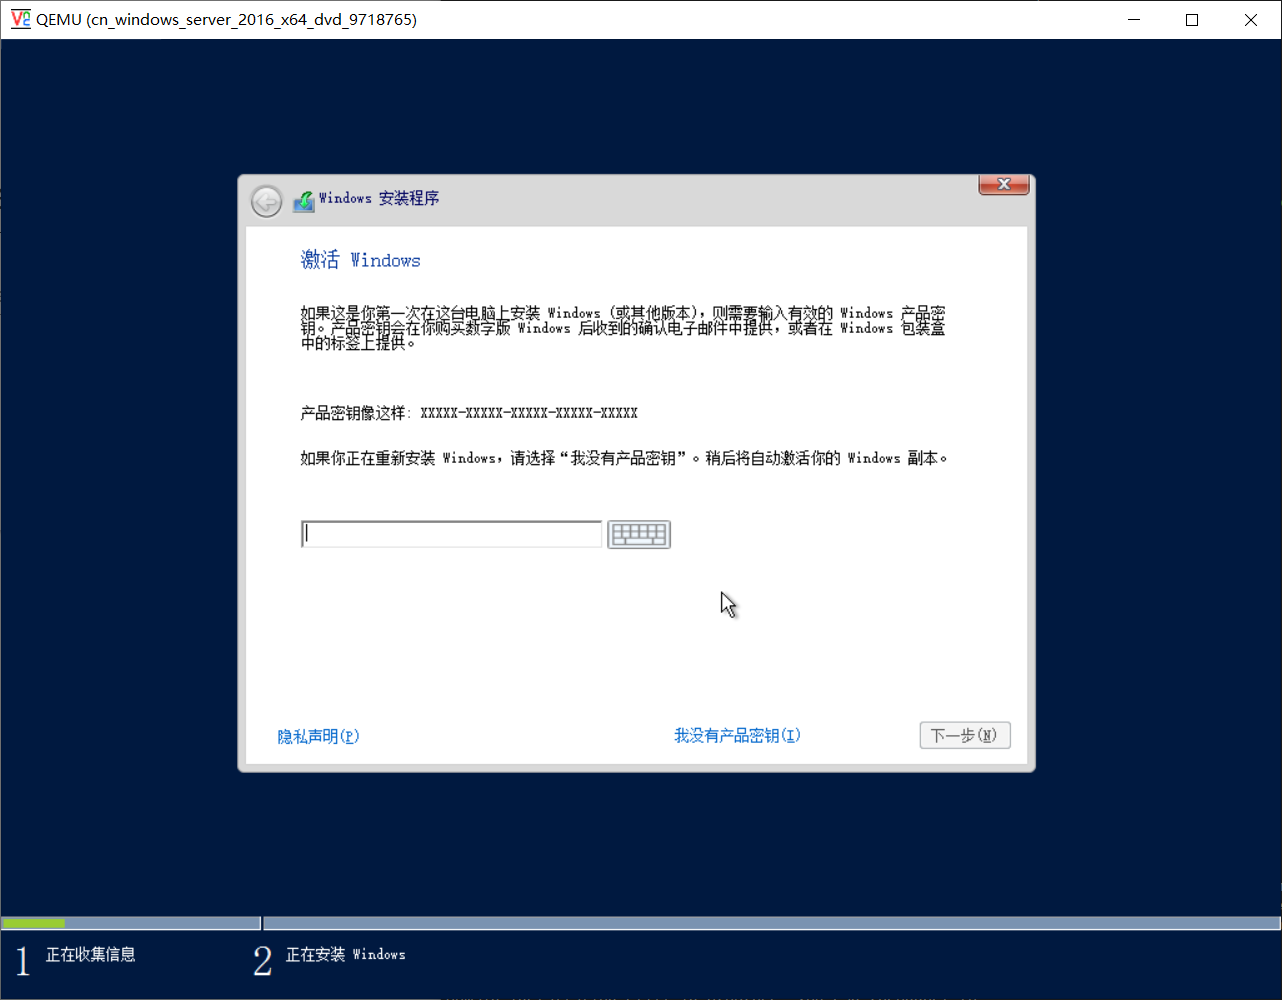 QEMU (cn_windows_server_2016_x64_dvd_9718765)
Windows 安装程序
激活 Windows
如果这是你第一次在这台电脑上安装 Windows (或其他版本)，则需要输入有效的 Windows 产品密
钥。产品密钥会在你购买数字版 Windows 后收到的确认电子邮件中提供，或者在 Windows 包装盒
中的标签上提供。
产品密钥像这样: XXXXX-XXXXX-XXXXX-XXXXX-XXXXX
如果你正在重新安装 Windows，请选择“我没有产品密钥”。稍后将自动激活你的 Windows 副本。
隐私声明(P)
我没有产品密钥(I)
下一步(N)
1 正在收集信息
2 正在安装 Windows